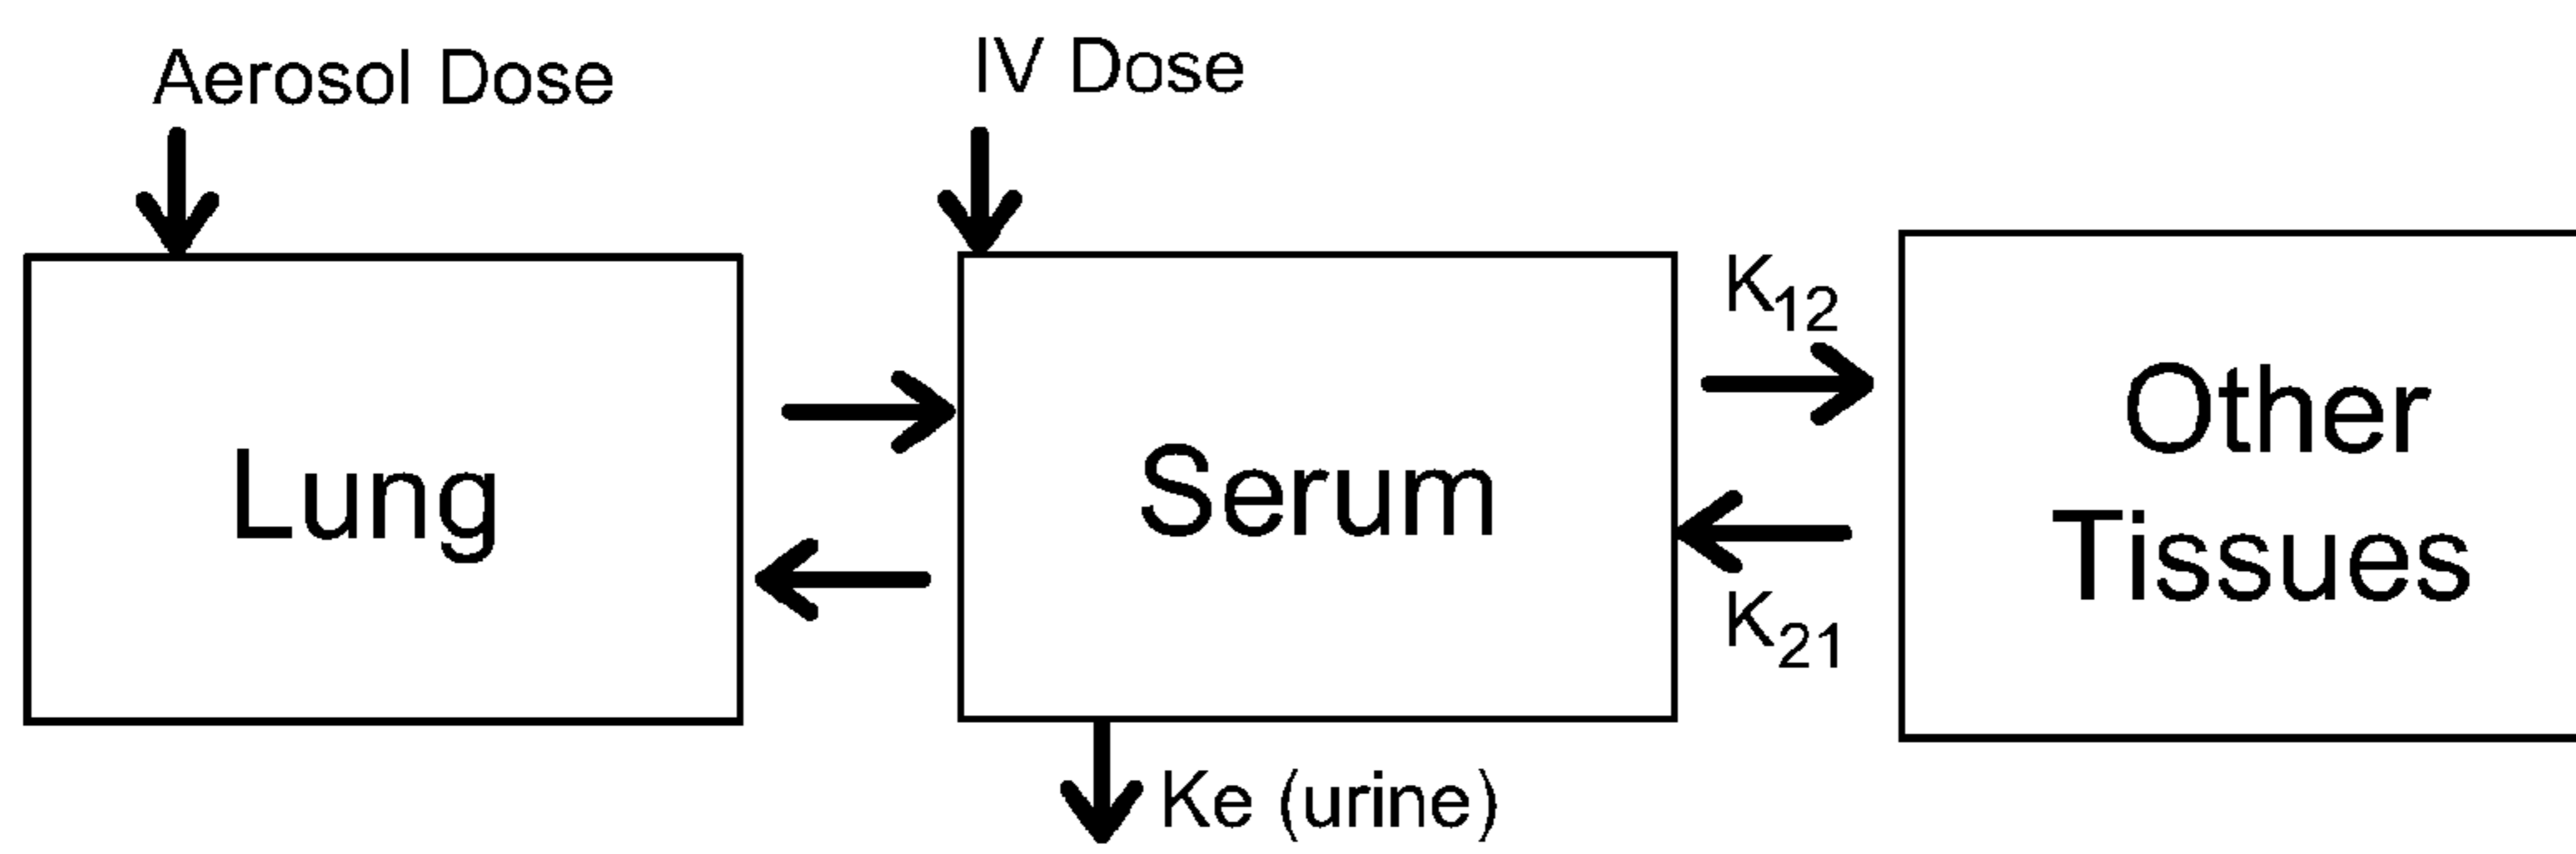 Aerosol Dose
IV Dose
Lung
Serum
K12
K21
Other
Tissues
Ke (urine)